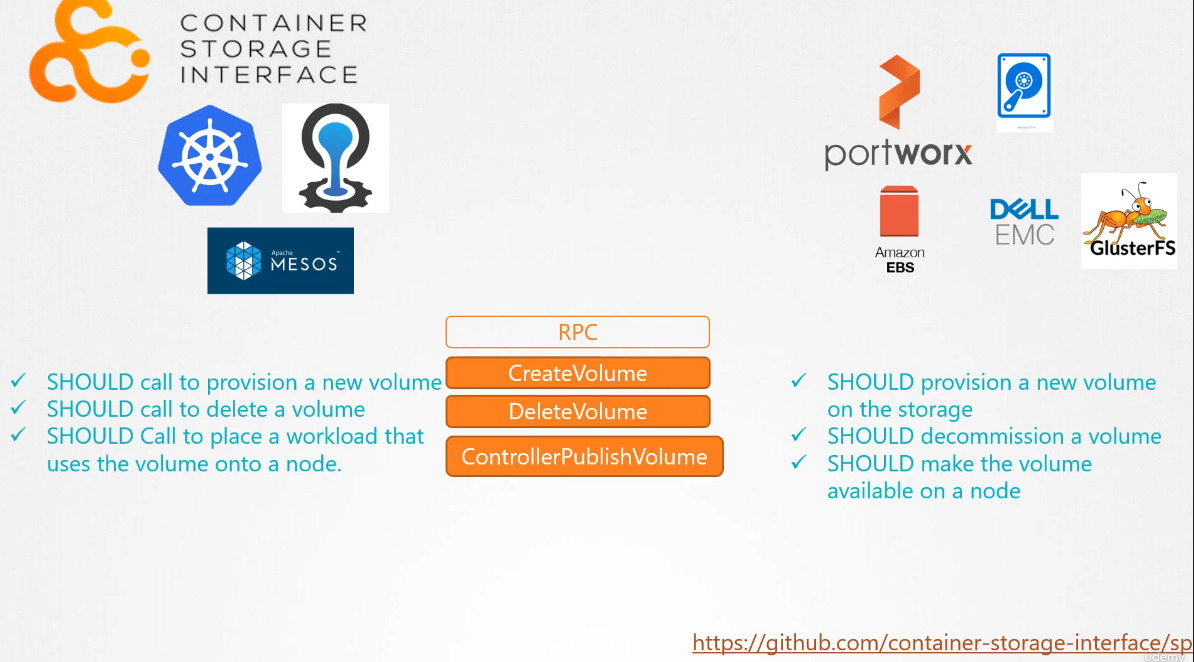 CONTAINER
STORAGE
INTERFACE
portworx
Amazon
EBS
DELL
EMC
GlusterFS
Apache
MESOS™
RPC
CreateVolume
DeleteVolume
ControllerPublishVolume
✓ SHOULD call to provision a new volume
✓ SHOULD call to delete a volume
✓ SHOULD Call to place a workload that
uses the volume onto a node.
✓ SHOULD provision a new volume
on the storage
✓ SHOULD decommission a volume
✓ SHOULD make the volume
available on a node
https://github.com/container-storage-interface/sp
udemy